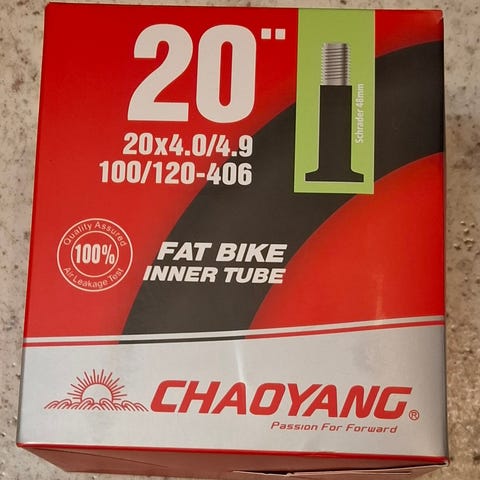 20"
20x4.0/4.9
100/120-406
Schrader 48mm
Quality Assured
100%
Air Leakage Test
FAT BIKE
INNER TUBE
CHAOYANG®
Passion For Forward